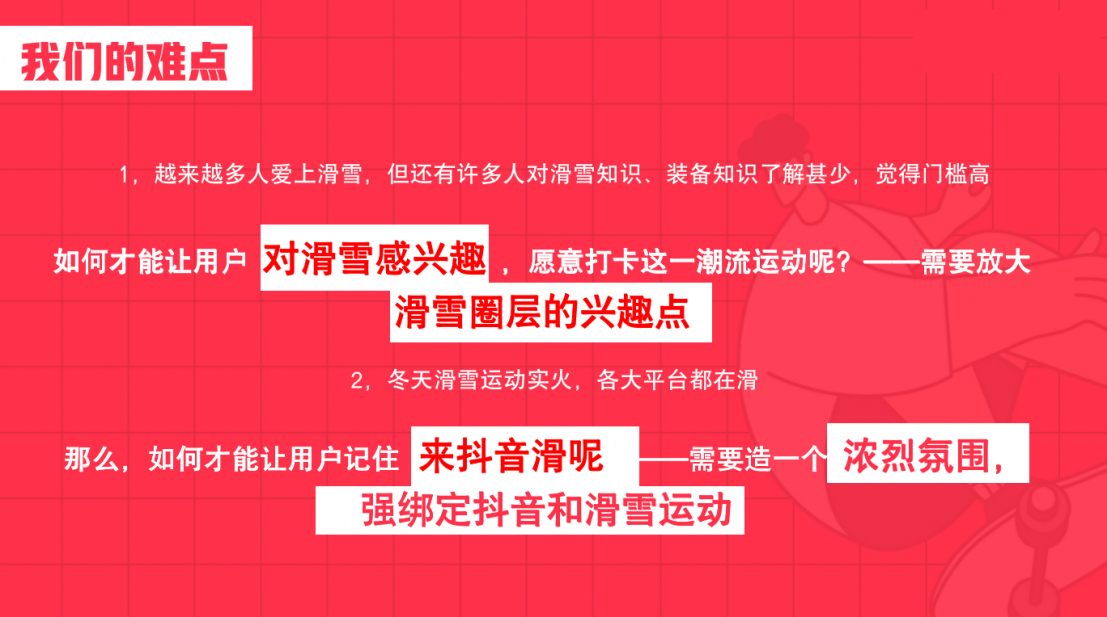 我们的难点
1，越来越多人爱上滑雪，但还有许多人对滑雪知识、装备知识了解甚少，觉得门槛高
如何才能让用户 对滑雪感兴趣 ，愿意打卡这一潮流运动呢？——需要放大
滑雪圈层的兴趣点
2，冬天滑雪运动实火，各大平台都在滑
那么，如何才能让用户记住 来抖音滑呢 ——需要造一个 浓烈氛围，
强绑定抖音和滑雪运动